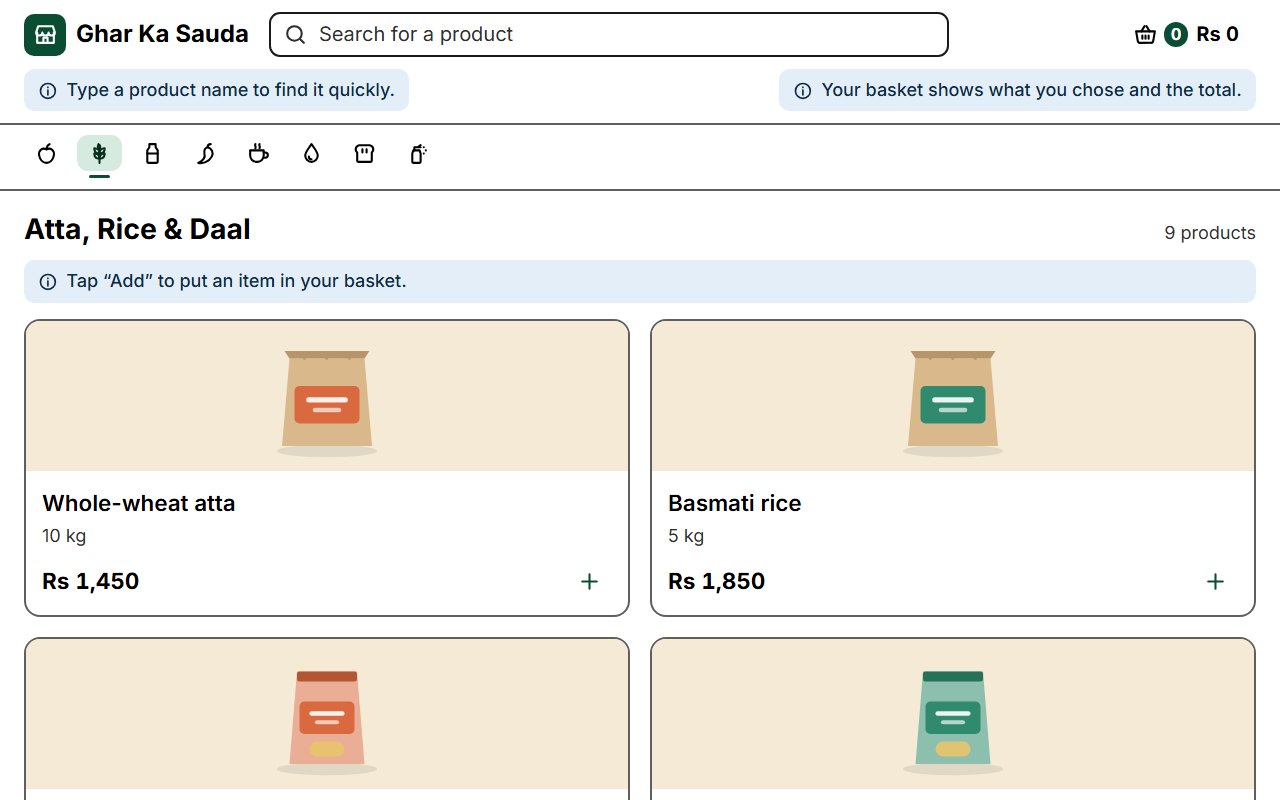 Ghar Ka Sauda
Search for a product
0 Rs 0
Type a product name to find it quickly.
Your basket shows what you chose and the total.
Atta, Rice & Daal
9 products
Tap “Add” to put an item in your basket.
Whole-wheat atta
10 kg
Rs 1,450
Basmati rice
5 kg
Rs 1,850